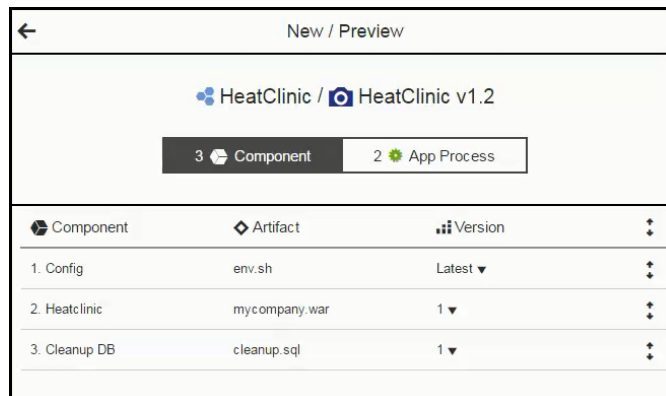 New / Preview
HeatClinic / HeatClinic v1.2
3 Component 2 App Process
Component Artifact Version
1. Config env.sh Latest
2. Heatclinic mycompany.war 1
3. Cleanup DB cleanup.sql 1